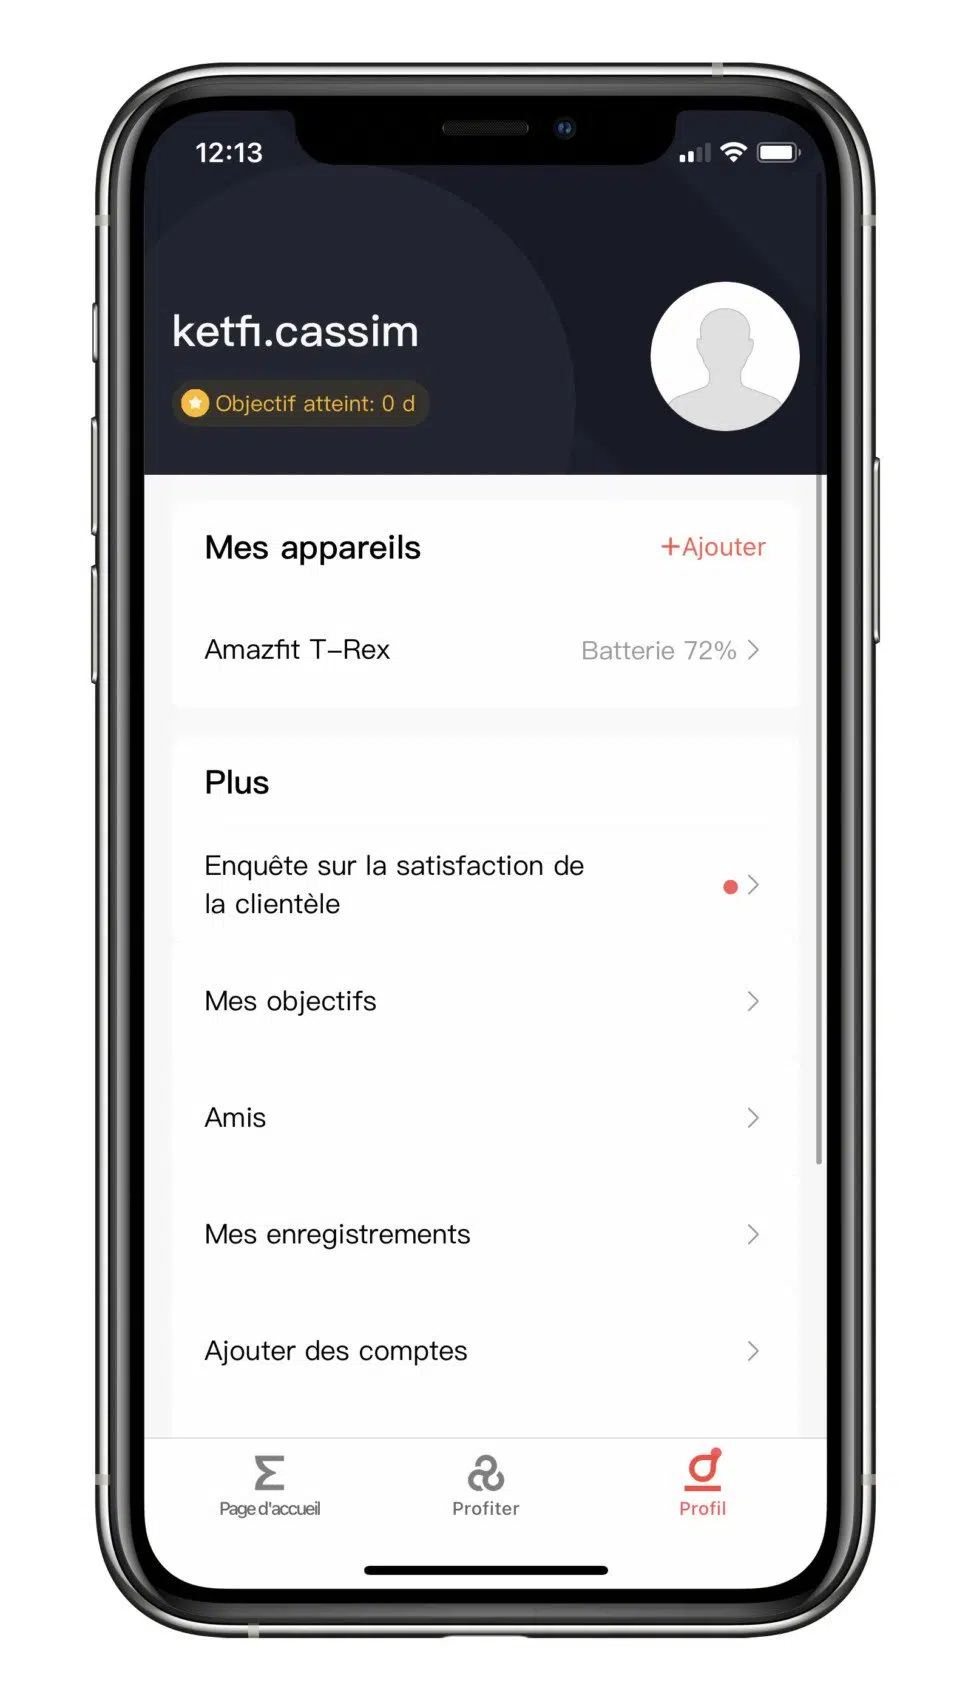 12:13
ketfi.cassim
Objectif atteint: 0 d
Mes appareils
+Ajouter
Amazfit T-Rex
Batterie 72%
Plus
Enquête sur la satisfaction de
la clientèle
Mes objectifs
Amis
Mes enregistrements
Ajouter des comptes
Page d'accueil
Profiter
Profil